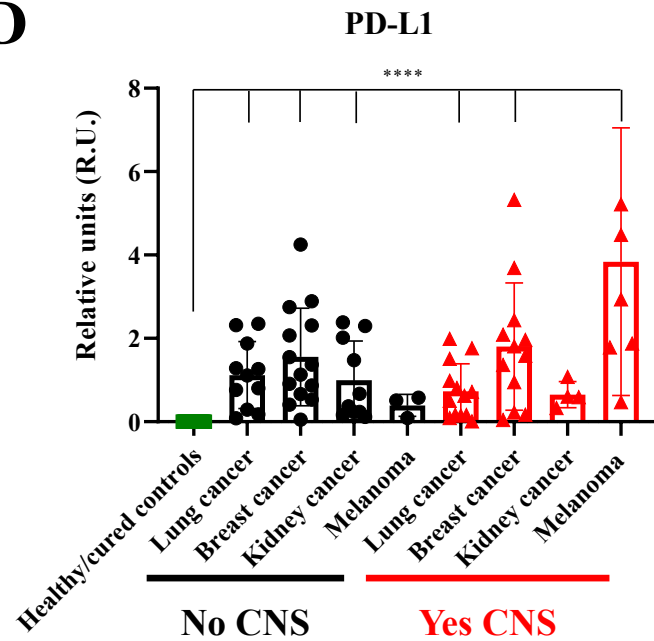 D
PD-L1
****
Relative units (R.U.)
8
6
4
2
0
Healthy/cured controls
Lung cancer
Breast cancer
Kidney cancer
Melanoma
Lung cancer
Breast cancer
Kidney cancer
Melanoma
No CNS
Yes CNS